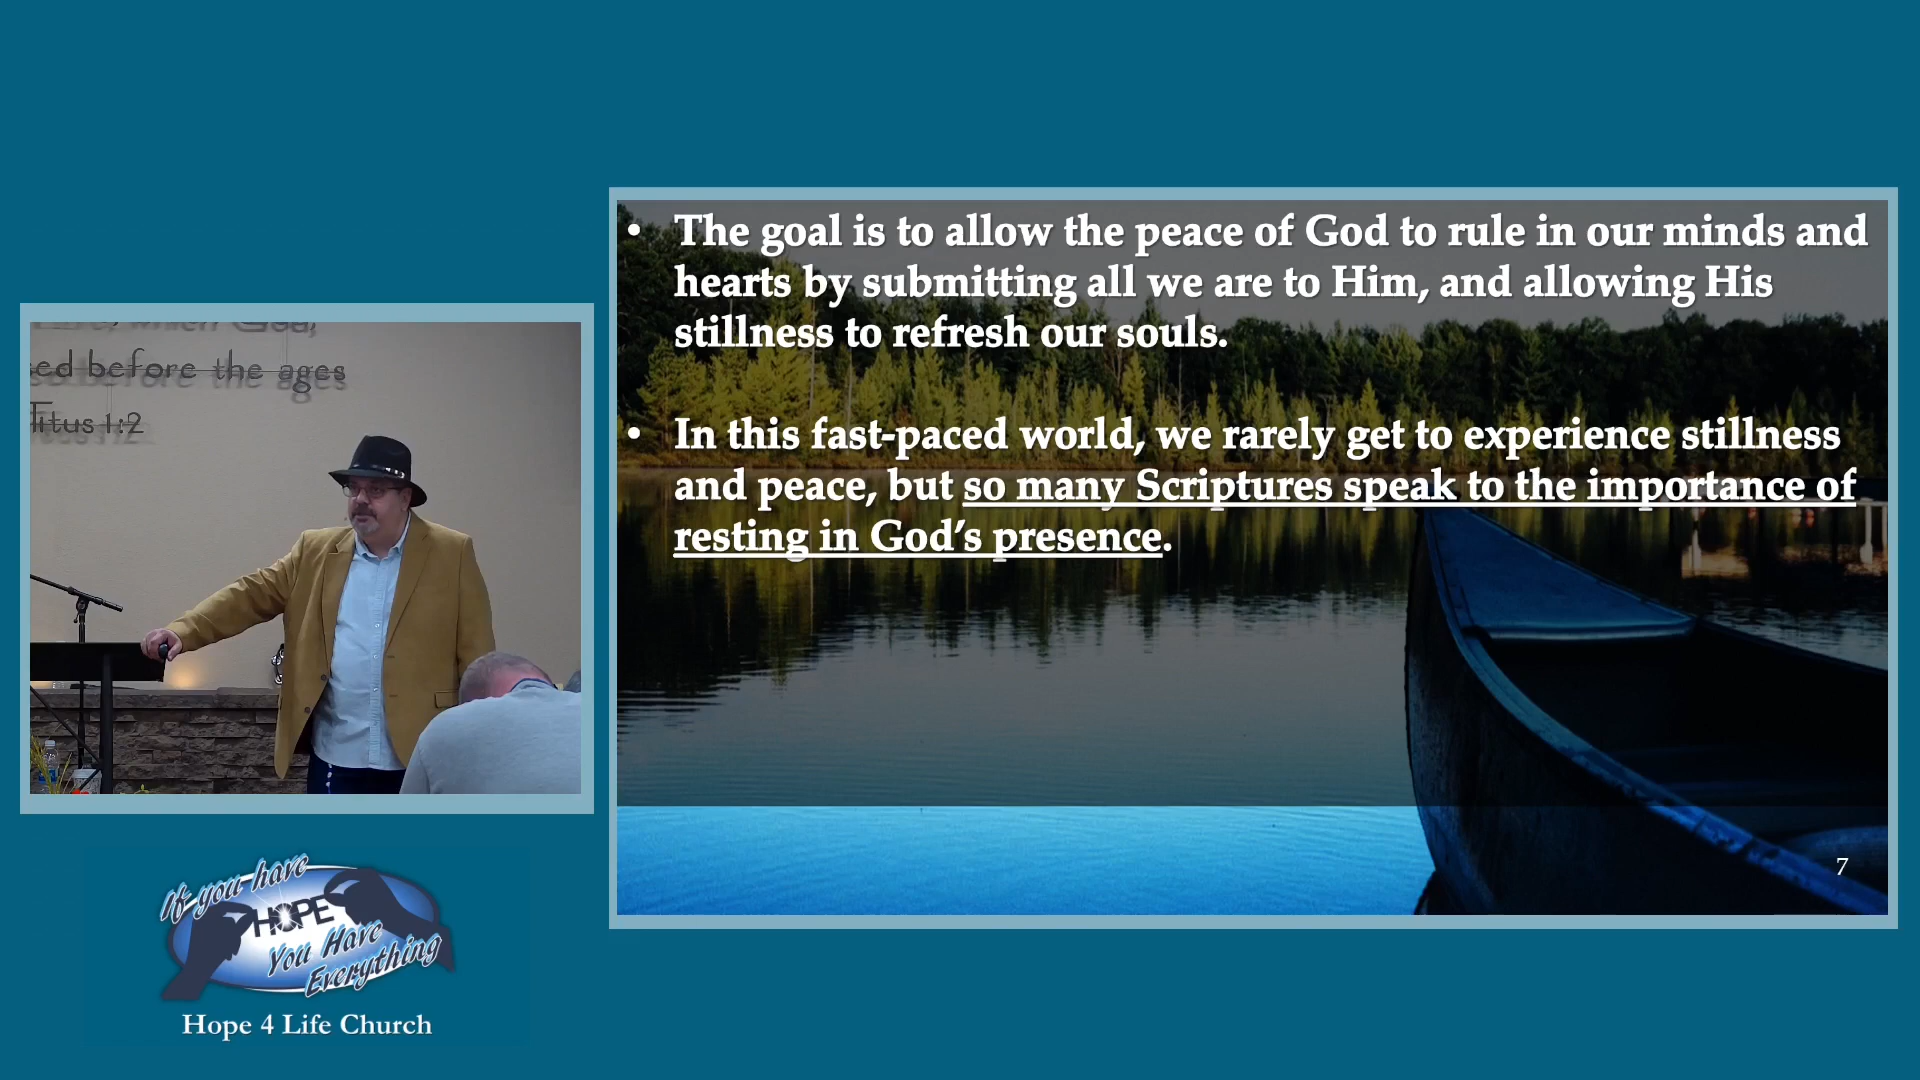 which God,
before the ages
Titus 1:2
• The goal is to allow the peace of God to rule in our minds and
hearts by submitting all we are to Him, and allowing His
stillness to refresh our souls.
• In this fast-paced world, we rarely get to experience stillness
and peace, but so many Scriptures speak to the importance of
resting in God’s presence.
7
If you have
HOPE
You Have
Everything
Hope 4 Life Church